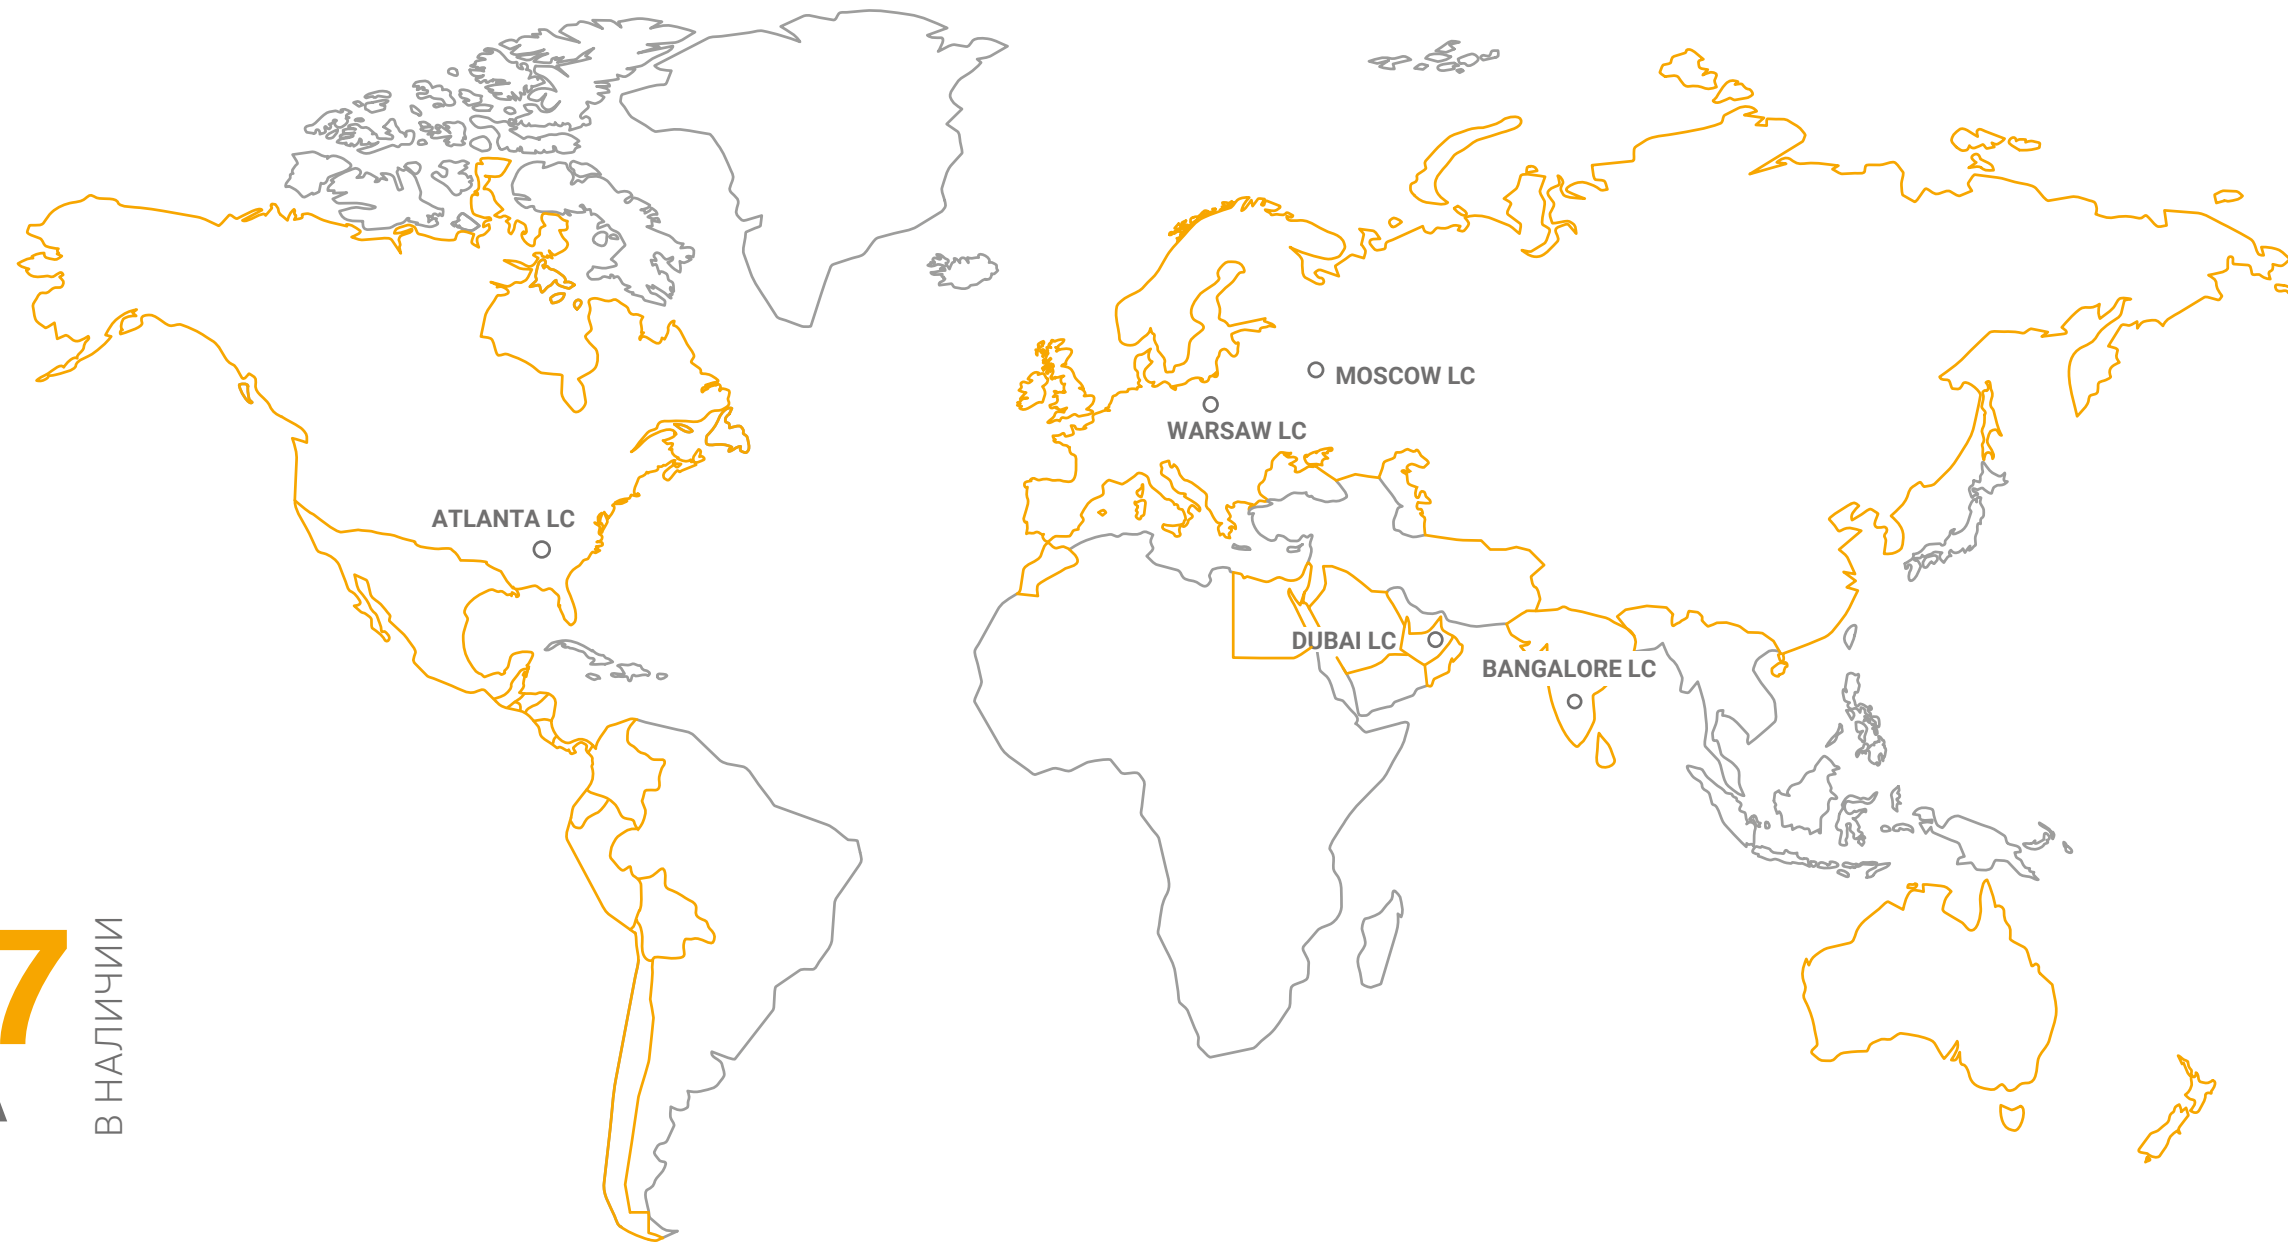 MOSCOW LC
WARSAW LC
ATLANTA LC
DUBAI LC
BANGALORE LC
7
В НАЛИЧИИ